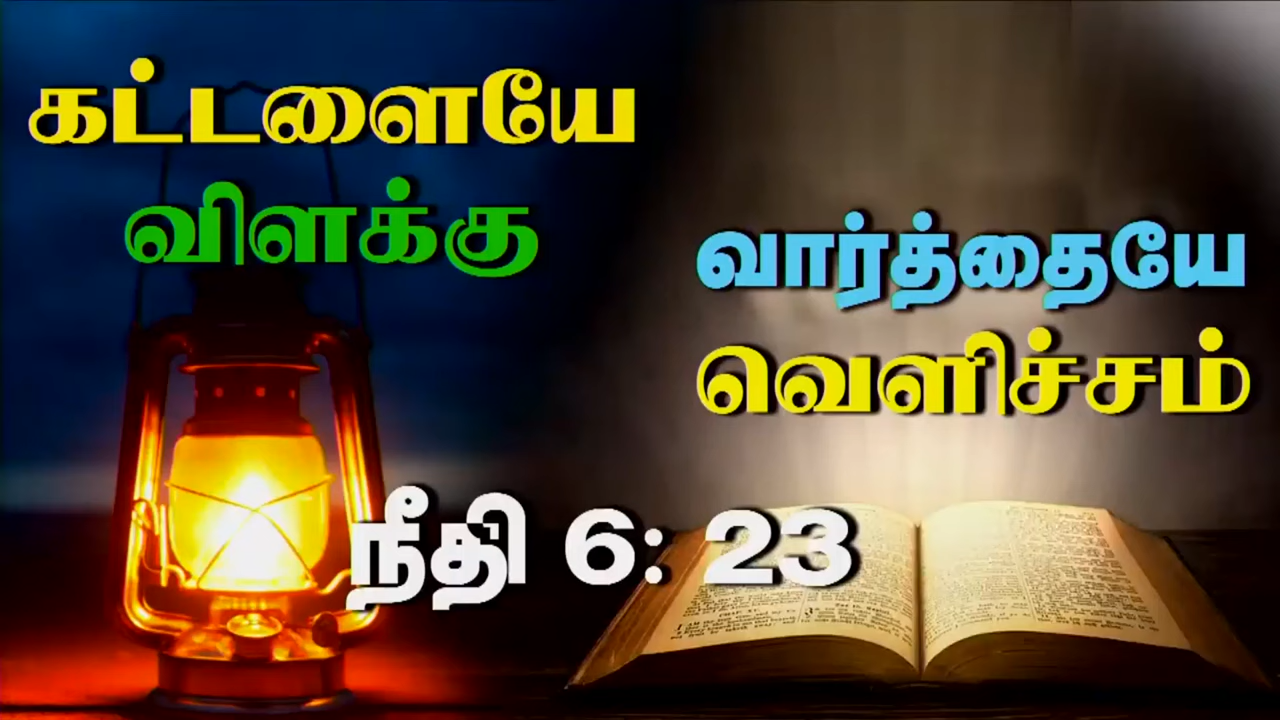 கட்டளையே
விளக்கு
வார்த்தையே
வெளிச்சம்
நீதி 6: 23